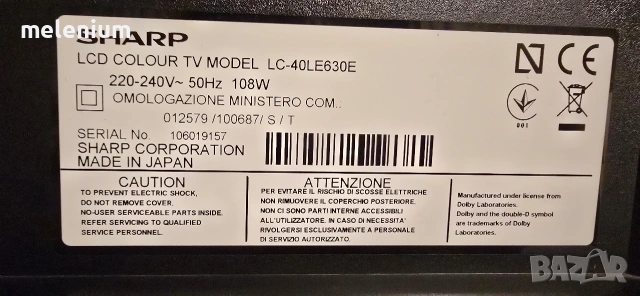 melenium
SHARP
LCD COLOUR TV MODEL LC-40LE630E
220-240V~ 50Hz 108W
OMOLOGAZIONE MINISTERO COM..
012579 /100687/ S / T
SERIAL No. 106019157
SHARP CORPORATION
MADE IN JAPAN
N CE
001
CAUTION
TO PREVENT ELECTRIC SHOCK,
DO NOT REMOVE COVER.
NO-USER SERVICEABLE PARTS INSIDE.
REFER SERVICING TO QUALIFIED
SERVICE PERSONNEL.
ATTENZIONE
PER EVITARE IL RISCHIO DI SCOSSE ELETTRICHE
NON RIMUOVERE IL COPERCHIO POSTERIORE.
NON CI SONO PARTI INTERNE ACCESSIBILI
ALL'UTILIZZATORE. IN CASO DI NECESSITA'
RIVOLGERSI ESCLUSIVAMENTE A PERSONALE
DI SERVIZIO AUTORIZZATO.
Manufactured under license from
Dolby Laboratories.
Dolby and the double-D symbol
are trademarks of Dolby
Laboratories.
BAZAR.BG